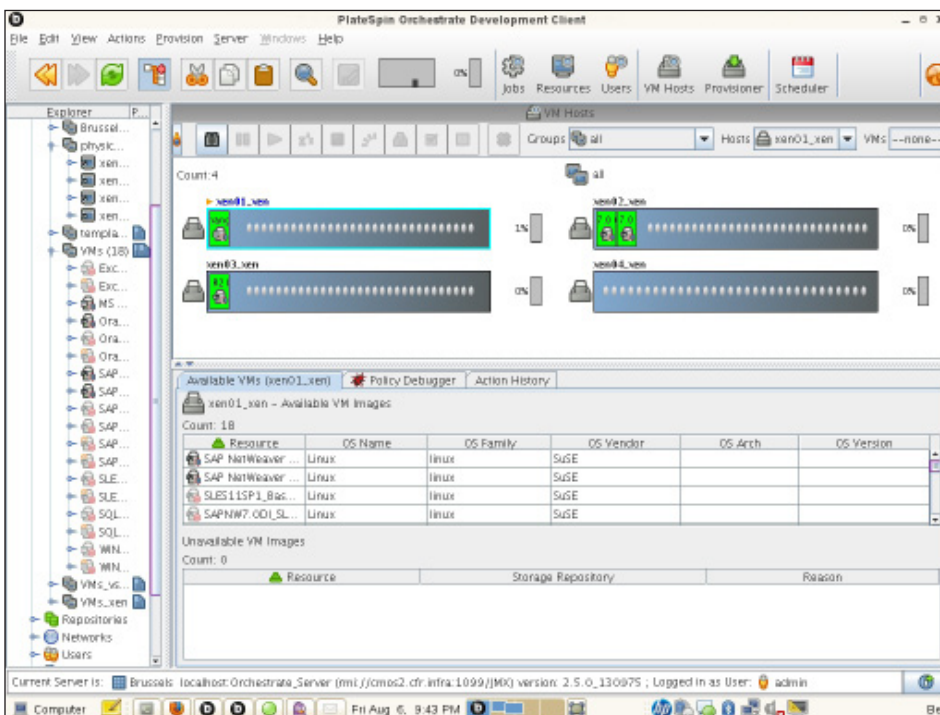 PlateSpin Orchestrate Development Client
File Edit View Actions Provision Server Windows Help
0%
Jobs Resources Users VM Hosts Provisioner Scheduler
Explorer P...
Brussel...
physic...
xen...
xen...
xen...
xen...
templa...
VMs (18)
Exc...
Exc...
MS ...
Ora...
Ora...
Ora...
SAP ...
SAP ...
SAP ...
SAP ...
SAP ...
SAP ...
SLE...
SLE...
SQL...
SQL...
WIN...
WIN...
VMs_vs...
VMs_xen
Repositories
Networks
Users
VM Hosts
Groups all Hosts xen01_xen VMs --none--
Count:4 all
xen01_xen xen02_xen
1% 0%
xen03_xen xen04_xen
0% 0%
Available VMs (xen01_xen) Policy Debugger Action History
xen01_xen - Available VM Images
Count: 18
Resource OS Name OS Family OS Vendor OS Arch OS Version
SAP NetWeaver ... Linux linux SuSE
SAP NetWeaver ... Linux linux SuSE
SLES11SP1_Bas... Linux linux SuSE
SAPNW7.0DI_SL... Linux linux SuSE
Unavailable VM Images
Count: 0
Resource Storage Repository Reason
Current Server is: Brussels localhost:Orchestrate_Server (rmi://cmos2.cfr.infra:1099/JMX) version: 2.5.0_130975 ; Logged in as User: admin
Computer Fri Aug 6, 9:43 PM Be